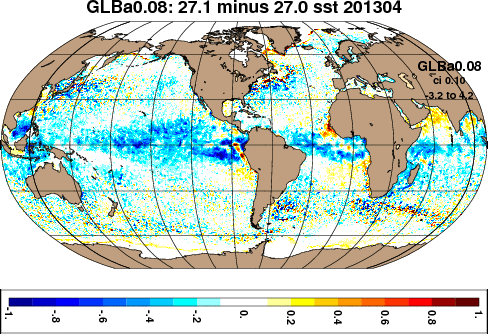 GLBa0.08: 27.1 minus 27.0 sst 201304
GLBa0.08
ci 0.10
-3.2 to 4.2
-1. -.8 -.6 -.4 -.2 0. 0.2 0.4 0.6 0.8 1.